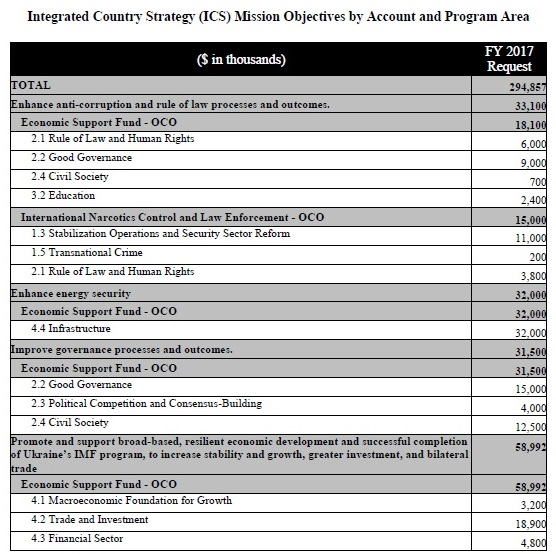 Integrated Country Strategy (ICS) Mission Objectives by Account and Program Area
($ in thousands) FY 2017 Request
TOTAL 294,857
Enhance anti-corruption and rule of law processes and outcomes. 33,100
Economic Support Fund - OCO 18,100
2.1 Rule of Law and Human Rights 6,000
2.2 Good Governance 9,000
2.4 Civil Society 700
3.2 Education 2,400
International Narcotics Control and Law Enforcement - OCO 15,000
1.3 Stabilization Operations and Security Sector Reform 11,000
1.5 Transnational Crime 200
2.1 Rule of Law and Human Rights 3,800
Enhance energy security 32,000
Economic Support Fund - OCO 32,000
4.4 Infrastructure 32,000
Improve governance processes and outcomes. 31,500
Economic Support Fund - OCO 31,500
2.2 Good Governance 15,000
2.3 Political Competition and Consensus-Building 4,000
2.4 Civil Society 12,500
Promote and support broad-based, resilient economic development and successful completion 58,992
of Ukraine's IMF program, to increase stability and growth, greater investment, and bilateral
trade
Economic Support Fund - OCO 58,992
4.1 Macroeconomic Foundation for Growth 3,200
4.2 Trade and Investment 18,900
4.3 Financial Sector 4,800